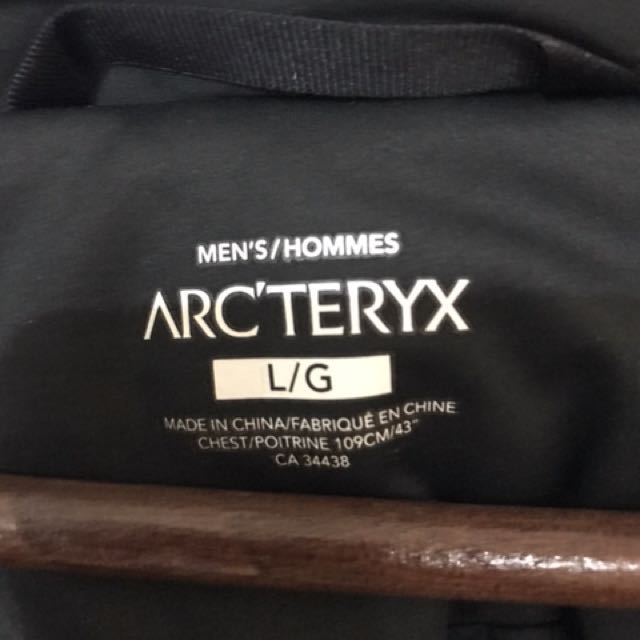 MEN'S/HOMMES
ARC'TERYX
L/G
MADE IN CHINA/FABRIQUÉ EN CHINE
CHEST/POITRINE 109CM/43"
CA 34438